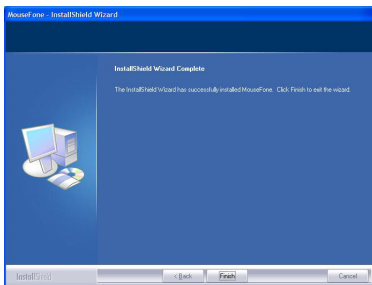 MouseFone - InstallShield Wizard
InstallShield Wizard Complete
The InstallShield Wizard has successfully installed MouseFone. Click Finish to exit the wizard.
InstallShield
< Back
Finish
Cancel